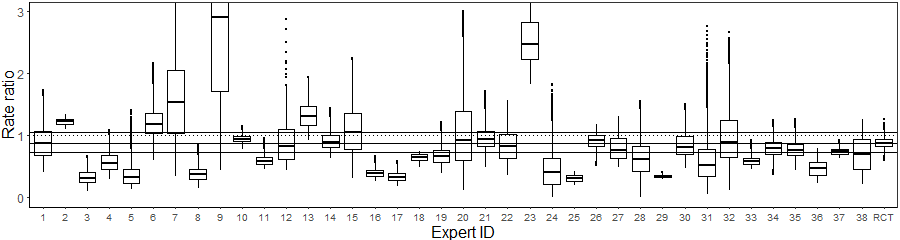 Rate ratio
3
2
1
0
1 2 3 4 5 6 7 8 9 10 11 12 13 14 15 16 17 18 19 20 21 22 23 24 25 26 27 28 29 30 31 32 33 34 35 36 37 38 RCT
Expert ID